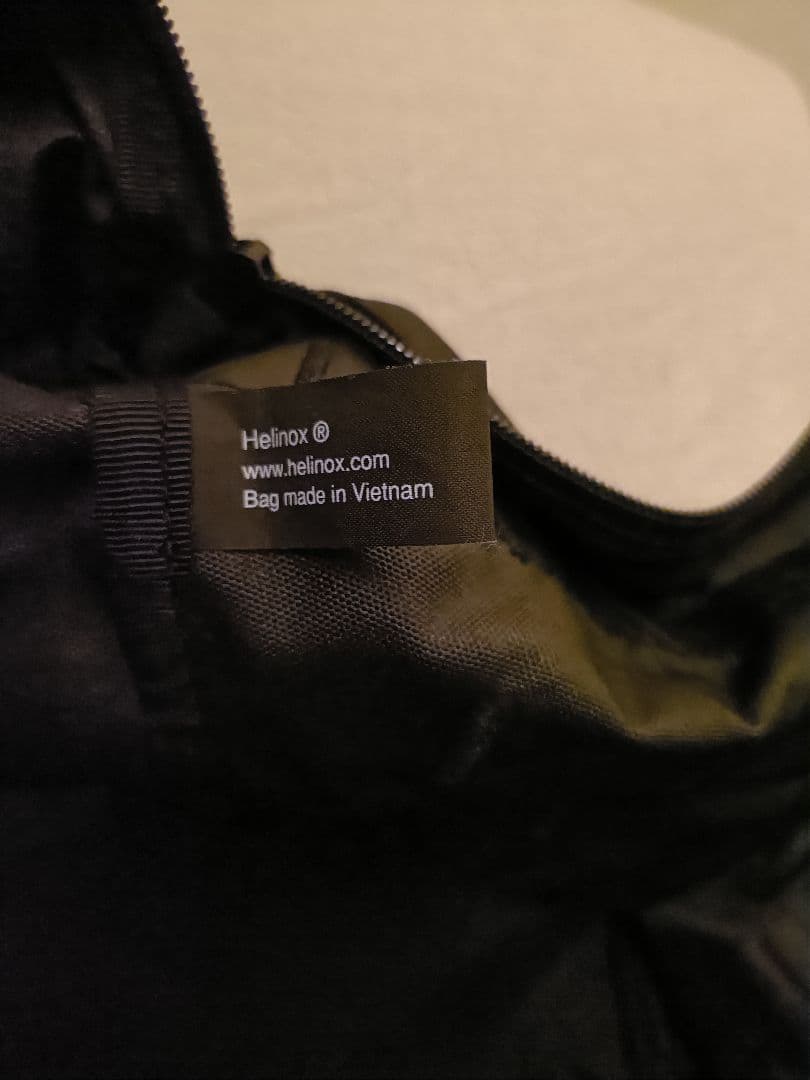 Helinox ®
www.helinox.com
Bag made in Vietnam